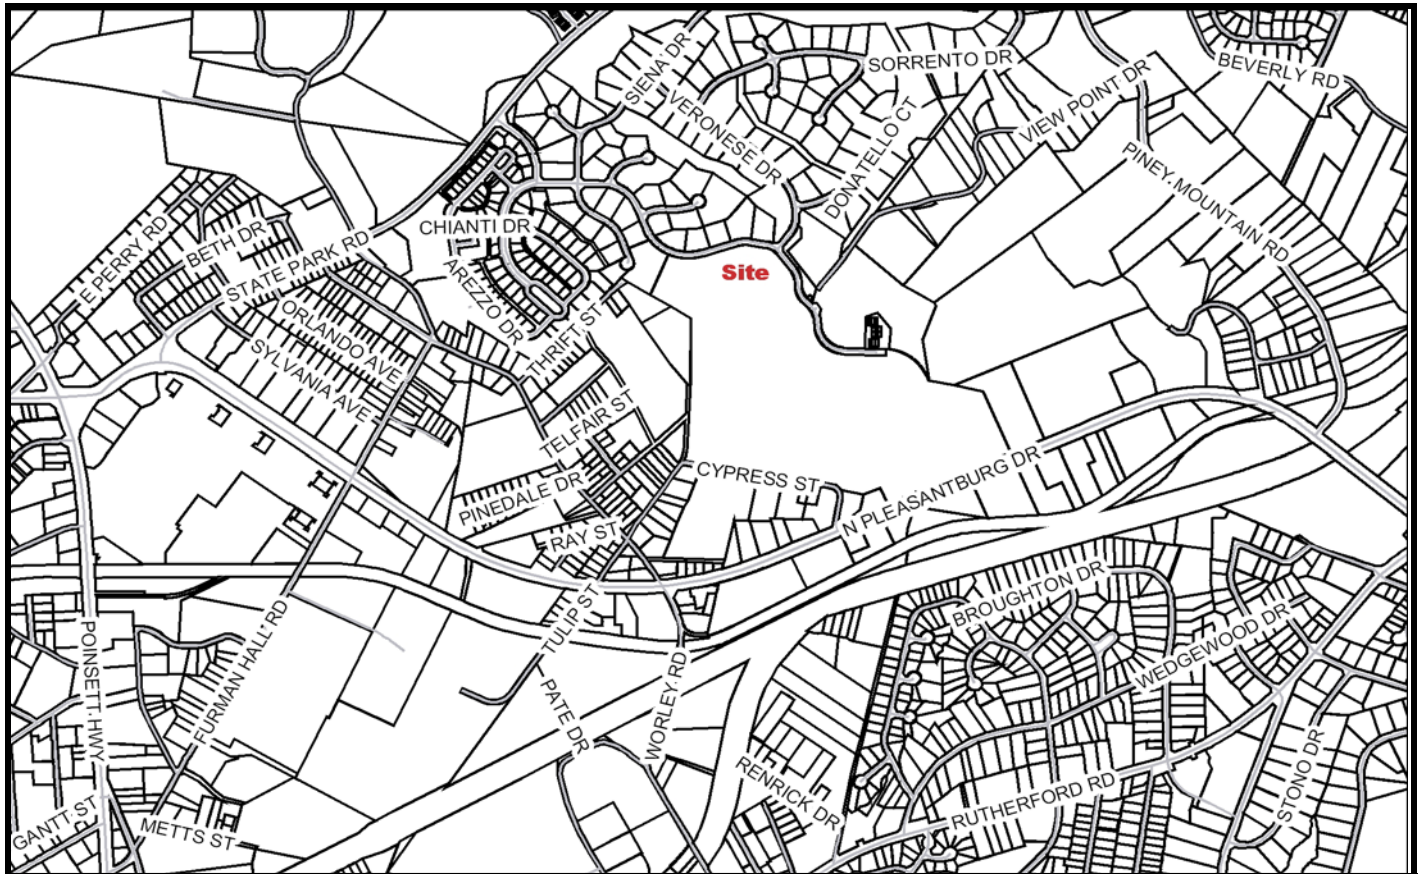 SIENA DR
SORRENTO DR
BEVERLY RD
VERONESE DR
DONATELLO CT
VIEW POINT DR
PINEY MOUNTAIN RD
E PERRY RD
BETH DR
STATE PARK RD
CHIANTI DR
AREZZO DR
Site
THRIFT ST
ORLANDO AVE
SYLVANIA AVE
TELFAIR ST
PINEDALE DR
CYPRESS ST
N PLEASANTBURG DR
RAY ST
TULIP ST
BROUGHTON DR
WEDGEWOOD DR
POINSETT HWY
FURMAN HALL RD
PATE DR
WORLEY RD
RENRICK DR
RUTHERFORD RD
STONO DR
GANTT ST
METTS ST